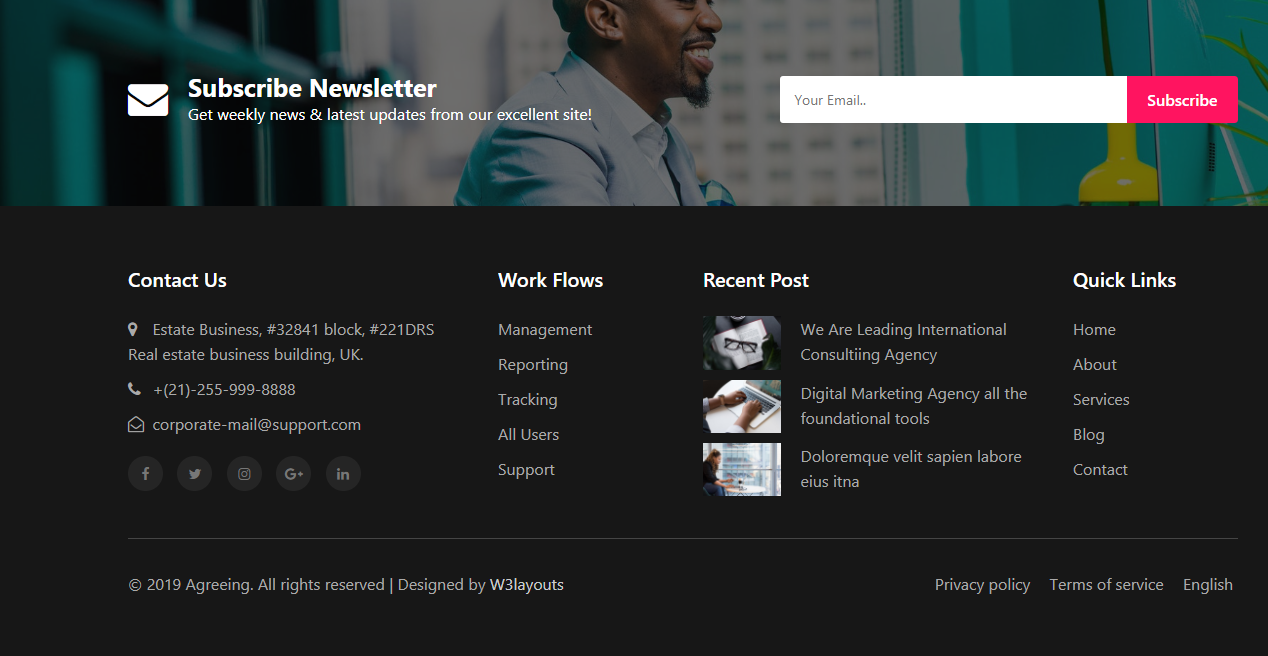 Subscribe Newsletter
Get weekly news & latest updates from our excellent site!
Your Email..
Subscribe
Contact Us
Estate Business, #32841 block, #221DRS
Real estate business building, UK.
+(21)-255-999-8888
corporate-mail@support.com
Work Flows
Management
Reporting
Tracking
All Users
Support
Recent Post
We Are Leading International
Consultiing Agency
Digital Marketing Agency all the
foundational tools
Doloremque velit sapien labore
eius itna
Quick Links
Home
About
Services
Blog
Contact
© 2019 Agreeing. All rights reserved | Designed by W3layouts
Privacy policy
Terms of service
English